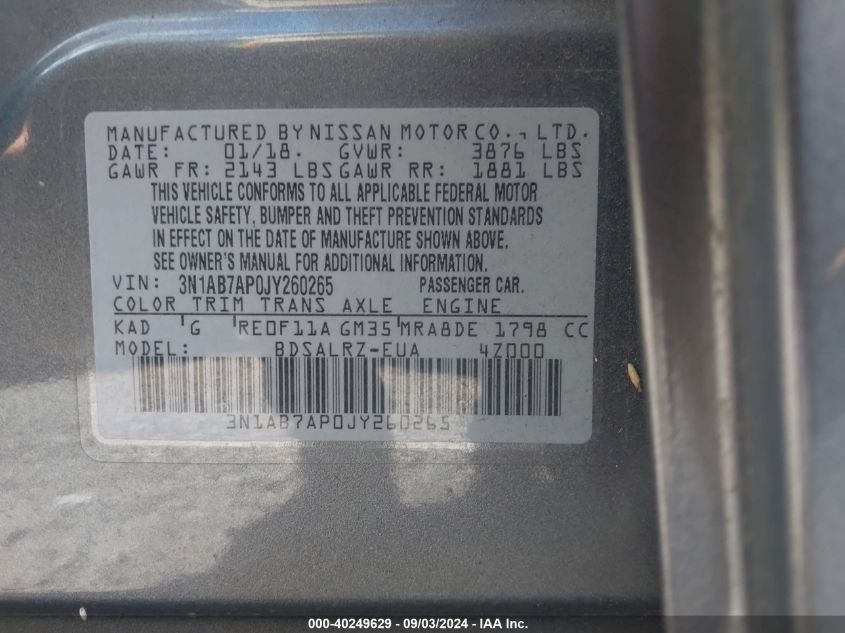 MANUFACTURED BY NISSAN MOTOR CO., LTD.
DATE: 01/18. GVWR: 3876 LBS
GAWR FR: 2143 LBS GAWR RR: 1881 LBS
THIS VEHICLE CONFORMS TO ALL APPLICABLE FEDERAL MOTOR
VEHICLE SAFETY, BUMPER AND THEFT PREVENTION STANDARDS
IN EFFECT ON THE DATE OF MANUFACTURE SHOWN ABOVE.
SEE OWNER'S MANUAL FOR ADDITIONAL INFORMATION.
VIN: 3N1AB7AP0JY260265 PASSENGER CAR.
COLOR TRIM TRANS AXLE ENGINE
KAD G RE0F11A GM35 MRA8DE 1798 CC
MODEL: BDSALRZ-EUA 4Z000
3N1AB7AP0JY260265
000-40249629 - 09/03/2024 - IAA Inc.